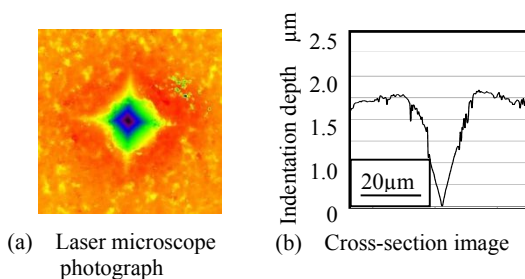 Indentation depth μm
2.5
2.0
1.5
1.0
0
20μm
(a) Laser microscope
photograph
(b) Cross-section image